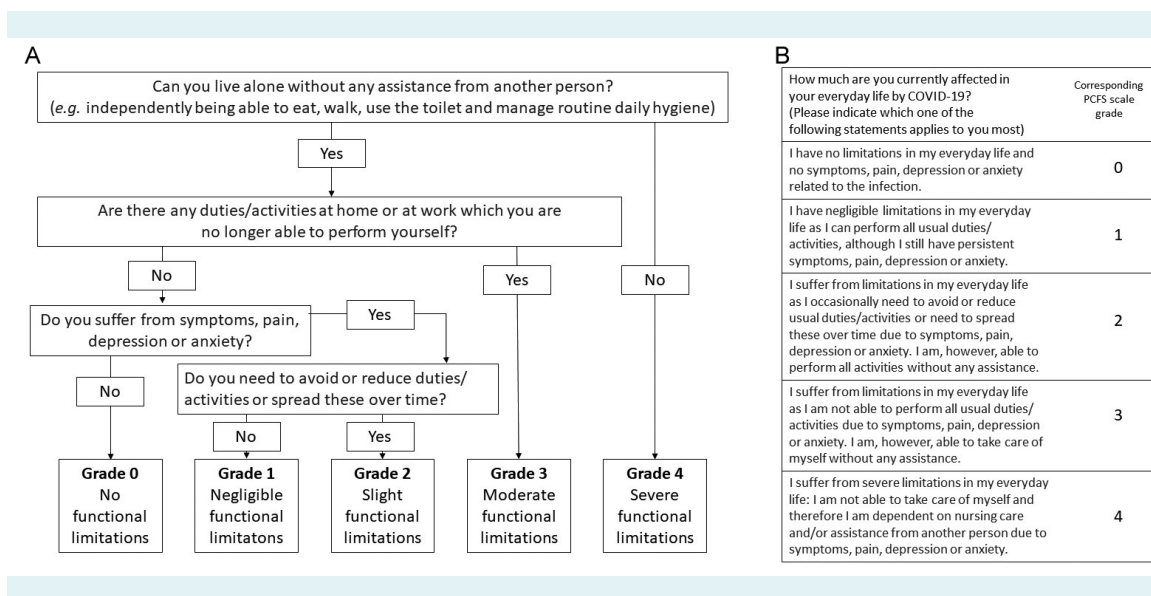 A
Can you live alone without any assistance from another person?
(e.g. independently being able to eat, walk, use the toilet and manage routine daily hygiene)
Yes
Are there any duties/activities at home or at work which you are
no longer able to perform yourself?
No
Yes
No
Do you suffer from symptoms, pain,
depression or anxiety?
Yes
No
Do you need to avoid or reduce duties/
activities or spread these over time?
No
Yes
Grade 0
No
functional
limitations
Grade 1
Negligible
functional
limitatons
Grade 2
Slight
functional
limitations
Grade 3
Moderate
functional
limitations
Grade 4
Severe
functional
limitations
B
How much are you currently affected in
your everyday life by COVID-19?
(Please indicate which one of the
following statements applies to you most)
Corresponding
PCFS scale
grade
I have no limitations in my everyday life and
no symptoms, pain, depression or anxiety
related to the infection.
0
I have negligible limitations in my everyday
life as I can perform all usual duties/
activities, although I still have persistent
symptoms, pain, depression or anxiety.
1
I suffer from limitations in my everyday life
as I occasionally need to avoid or reduce
usual duties/activities or need to spread
these over time due to symptoms, pain,
depression or anxiety. I am, however, able to
perform all activities without any assistance.
2
I suffer from limitations in my everyday life
as I am not able to perform all usual duties/
activities due to symptoms, pain, depression
or anxiety. I am, however, able to take care of
myself without any assistance.
3
I suffer from severe limitations in my everyday
life: I am not able to take care of myself and
therefore I am dependent on nursing care
and/or assistance from another person due to
symptoms, pain, depression or anxiety.
4